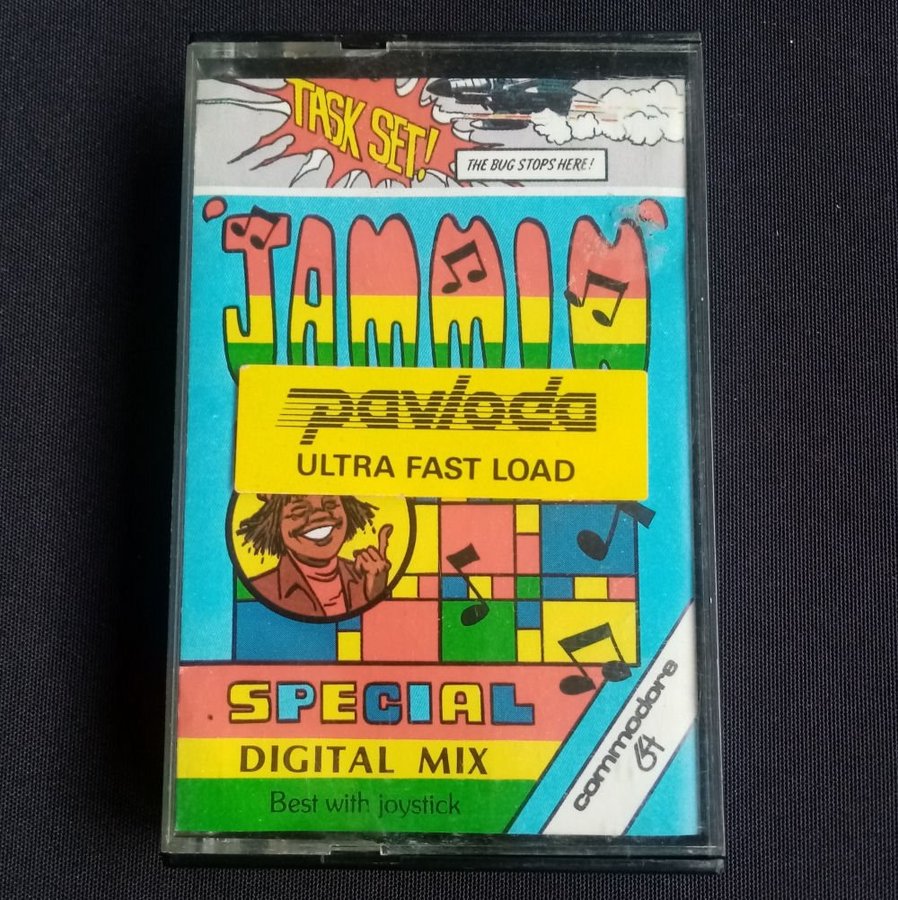 TASK SET!
THE BUG STOPS HERE!
'JAMMIN'
pavloda
ULTRA FAST LOAD
SPECIAL
DIGITAL MIX
Best with joystick
commodore
64